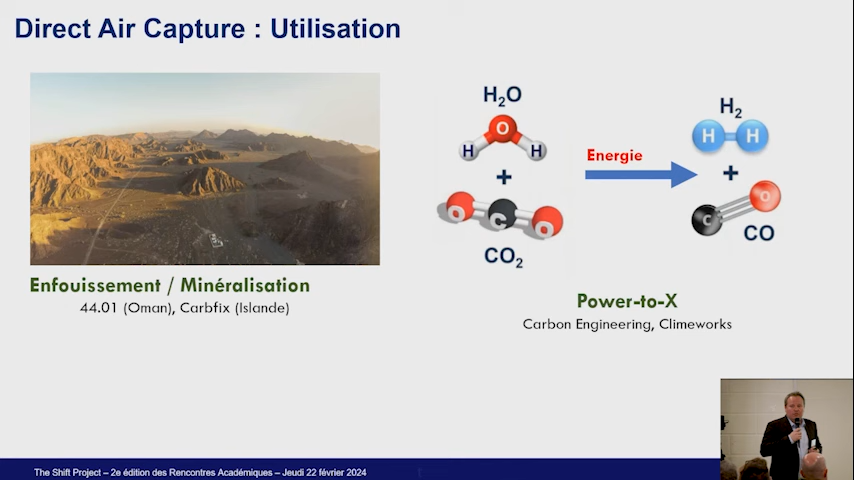 Direct Air Capture : Utilisation
H₂O
O
H H
+
O C O
CO₂
Energie
H₂
H H
+
C O
CO
Enfouissement / Minéralisation
44.01 (Oman), Carbfix (Islande)
Power-to-X
Carbon Engineering, Climeworks
The Shift Project – 2e édition des Rencontres Académiques – Jeudi 22 février 2024